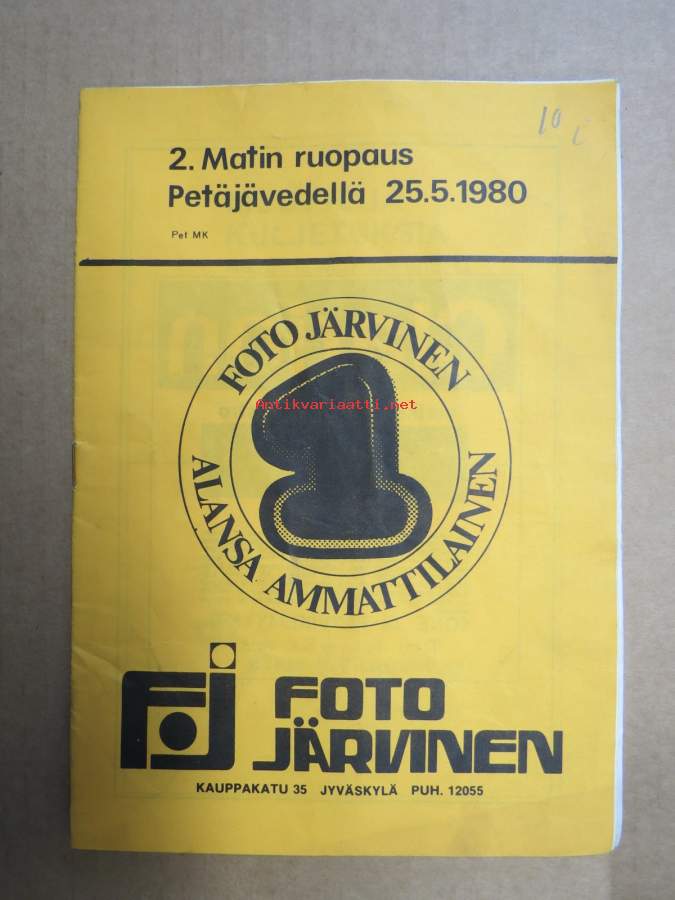 2. Matin ruopaus
Petäjävedellä 25.5.1980
Pet MK
FOTO JÄRVINEN
Antikvariaatti.net
ALANSA AMMATTILAINEN
FJ FOTO
JÄRVINEN
KAUPPAKATU 35 JYVÄSKYLÄ PUH. 12055